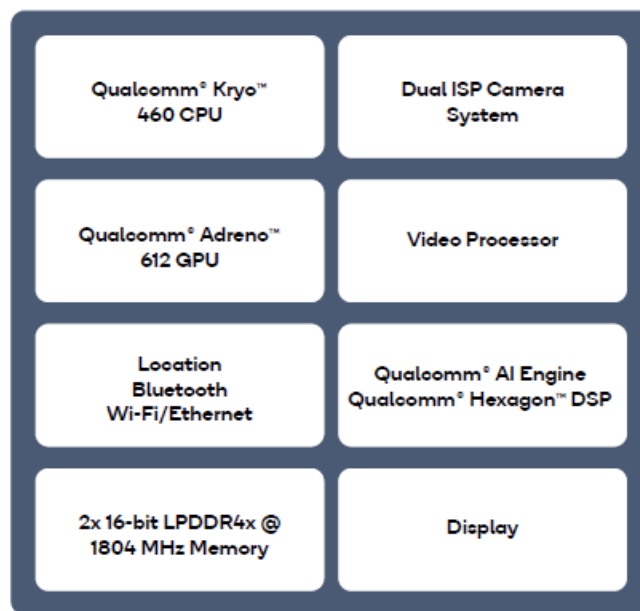 Qualcomm® Kryo™
460 CPU
Dual ISP Camera
System
Qualcomm® Adreno™
612 GPU
Video Processor
Location
Bluetooth
Wi-Fi/Ethernet
Qualcomm® AI Engine
Qualcomm® Hexagon™ DSP
2x 16-bit LPDDR4x @
1804 MHz Memory
Display